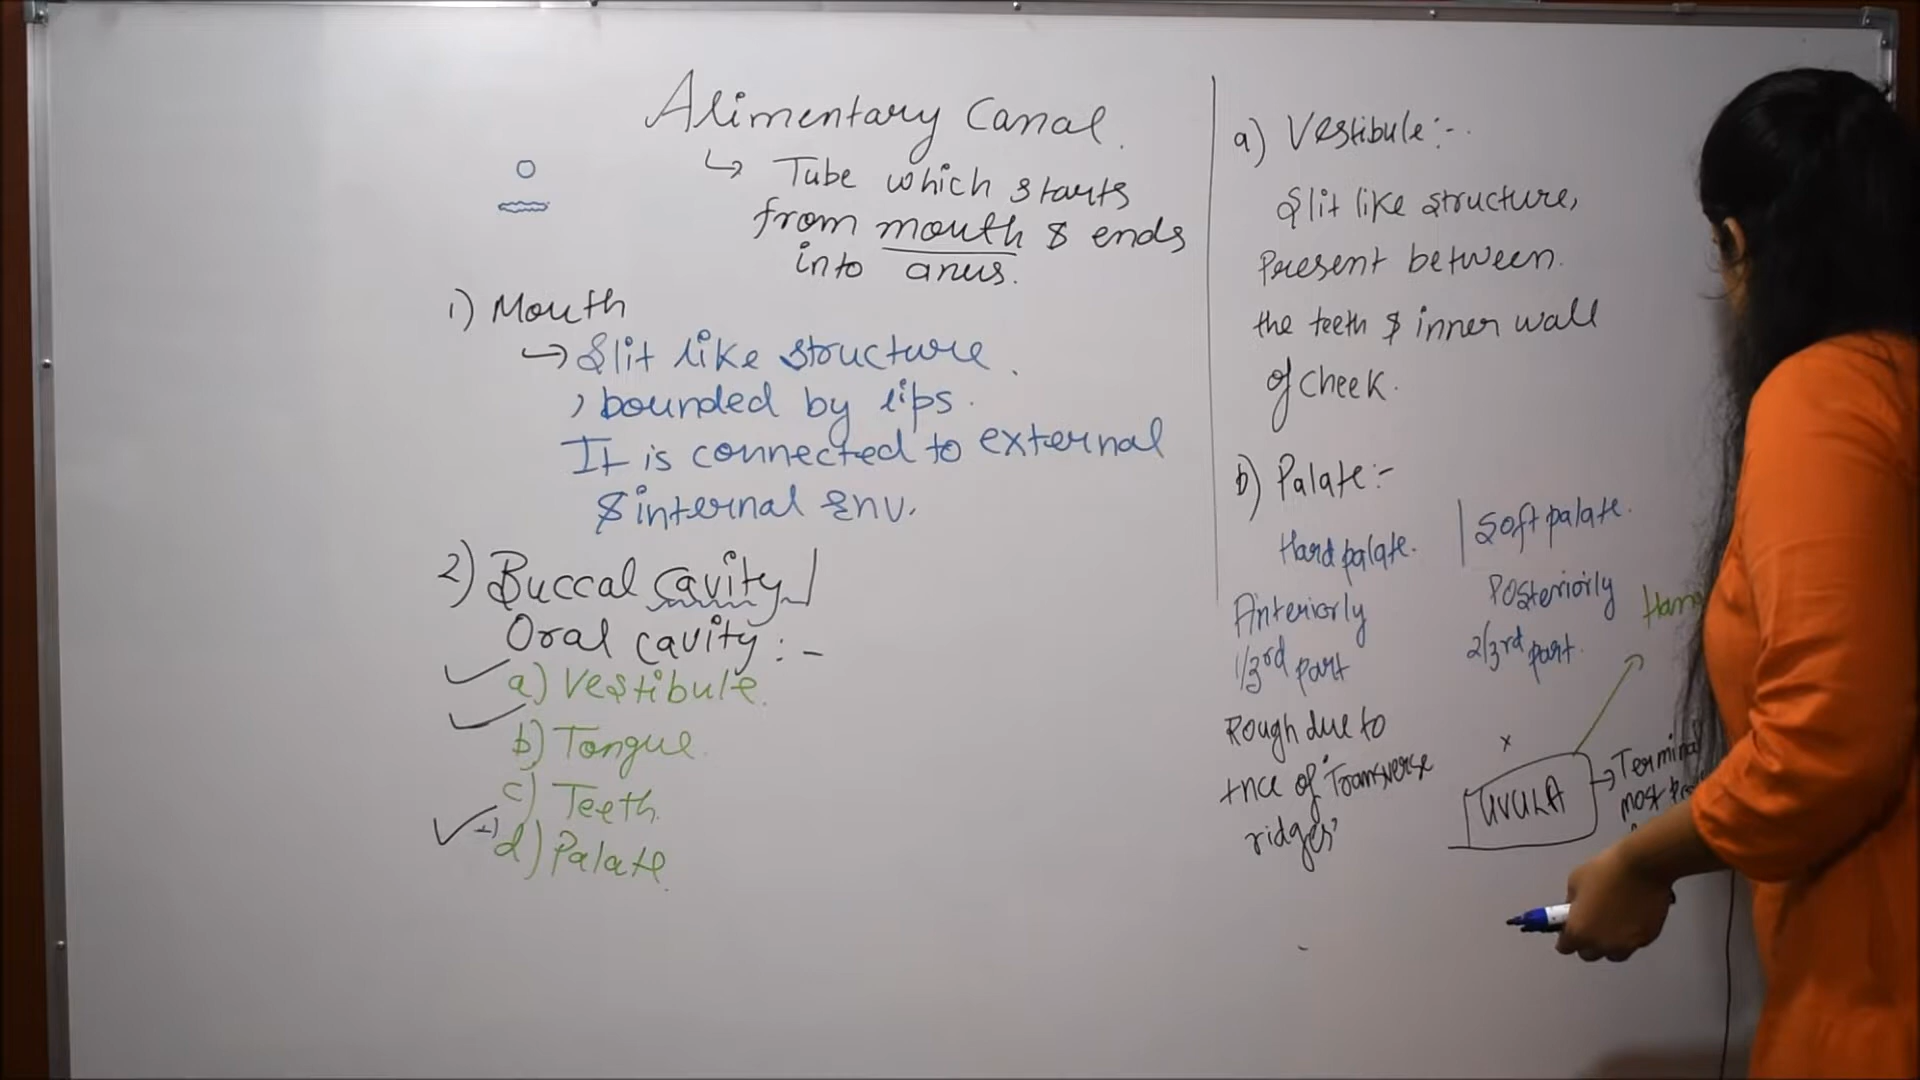 Alimentary Canal.
↳ Tube which starts
from mouth & ends
into anus.
1) Mouth
→ Slit like structure
, bounded by lips.
It is connected to external
& internal Env.
2) Buccal cavity /
Oral cavity :-
a) Vestibule.
b) Tongue.
c) Teeth.
d) Palate.
a) Vestibule :-
Slit like structure,
Present between
the teeth & inner wall
of cheek.
b) Palate :-
Hard palate. | Soft palate.
Anteriorly
1/3rd part
Rough due to
+nce of "Transverse
ridges'
Posteriorily
2/3rd part.
Hang
x
UVULA → Terminal
most